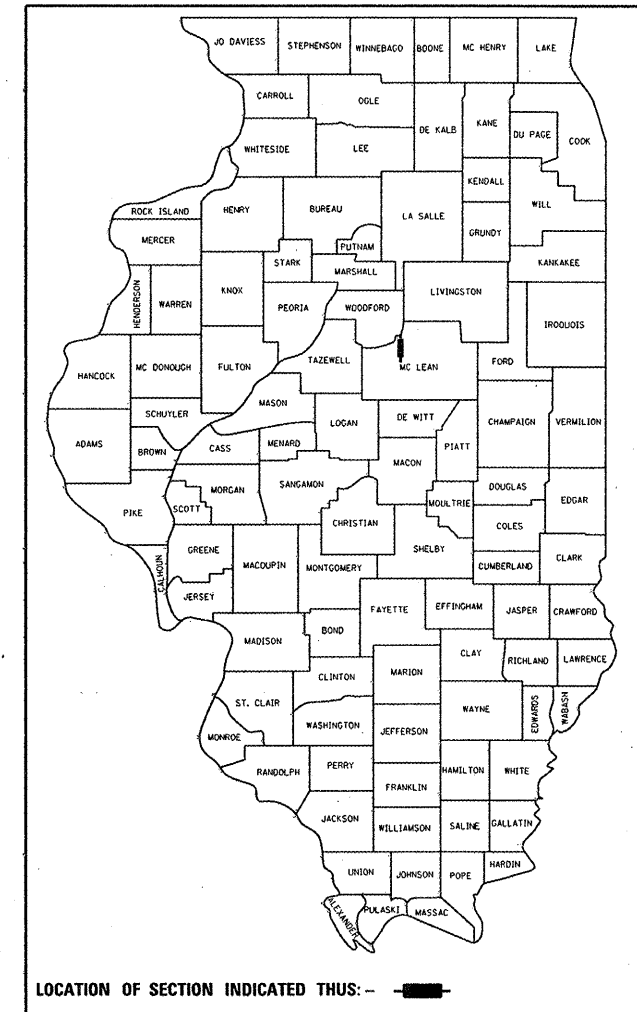 JO DAVIESS STEPHENSON WINNEBAGO BOONE MC HENRY LAKE
CARROLL OGLE DE KALB KANE DU PAGE COOK
WHITESIDE LEE
KENDALL
ROCK ISLAND HENRY BUREAU LA SALLE GRUNDY WILL
MERCER PUTNAM
STARK MARSHALL KANKAKEE
HENDERSON WARREN KNOX PEORIA WOODFORD LIVINGSTON IROQUOIS
HANCOCK MC DONOUGH FULTON TAZEWELL MC LEAN FORD
MASON
SCHUYLER LOGAN DE WITT CHAMPAIGN VERMILION
ADAMS BROWN CASS MENARD PIATT
MACON
PIKE SCOTT MORGAN SANGAMON MOULTRIE DOUGLAS EDGAR
CHRISTIAN COLES
GREENE SHELBY
CALHOUN MACOUPIN MONTGOMERY CUMBERLAND CLARK
JERSEY
FAYETTE EFFINGHAM JASPER CRAWFORD
MADISON BOND
CLAY RICHLAND LAWRENCE
CLINTON MARION
ST. CLAIR WAYNE EDWARDS WABASH
WASHINGTON JEFFERSON
MONROE
RANDOLPH PERRY HAMILTON WHITE
FRANKLIN
JACKSON WILLIAMSON SALINE GALLATIN
UNION JOHNSON POPE HARDIN
ALEXANDER PULASKI MASSAC
LOCATION OF SECTION INDICATED THUS: -